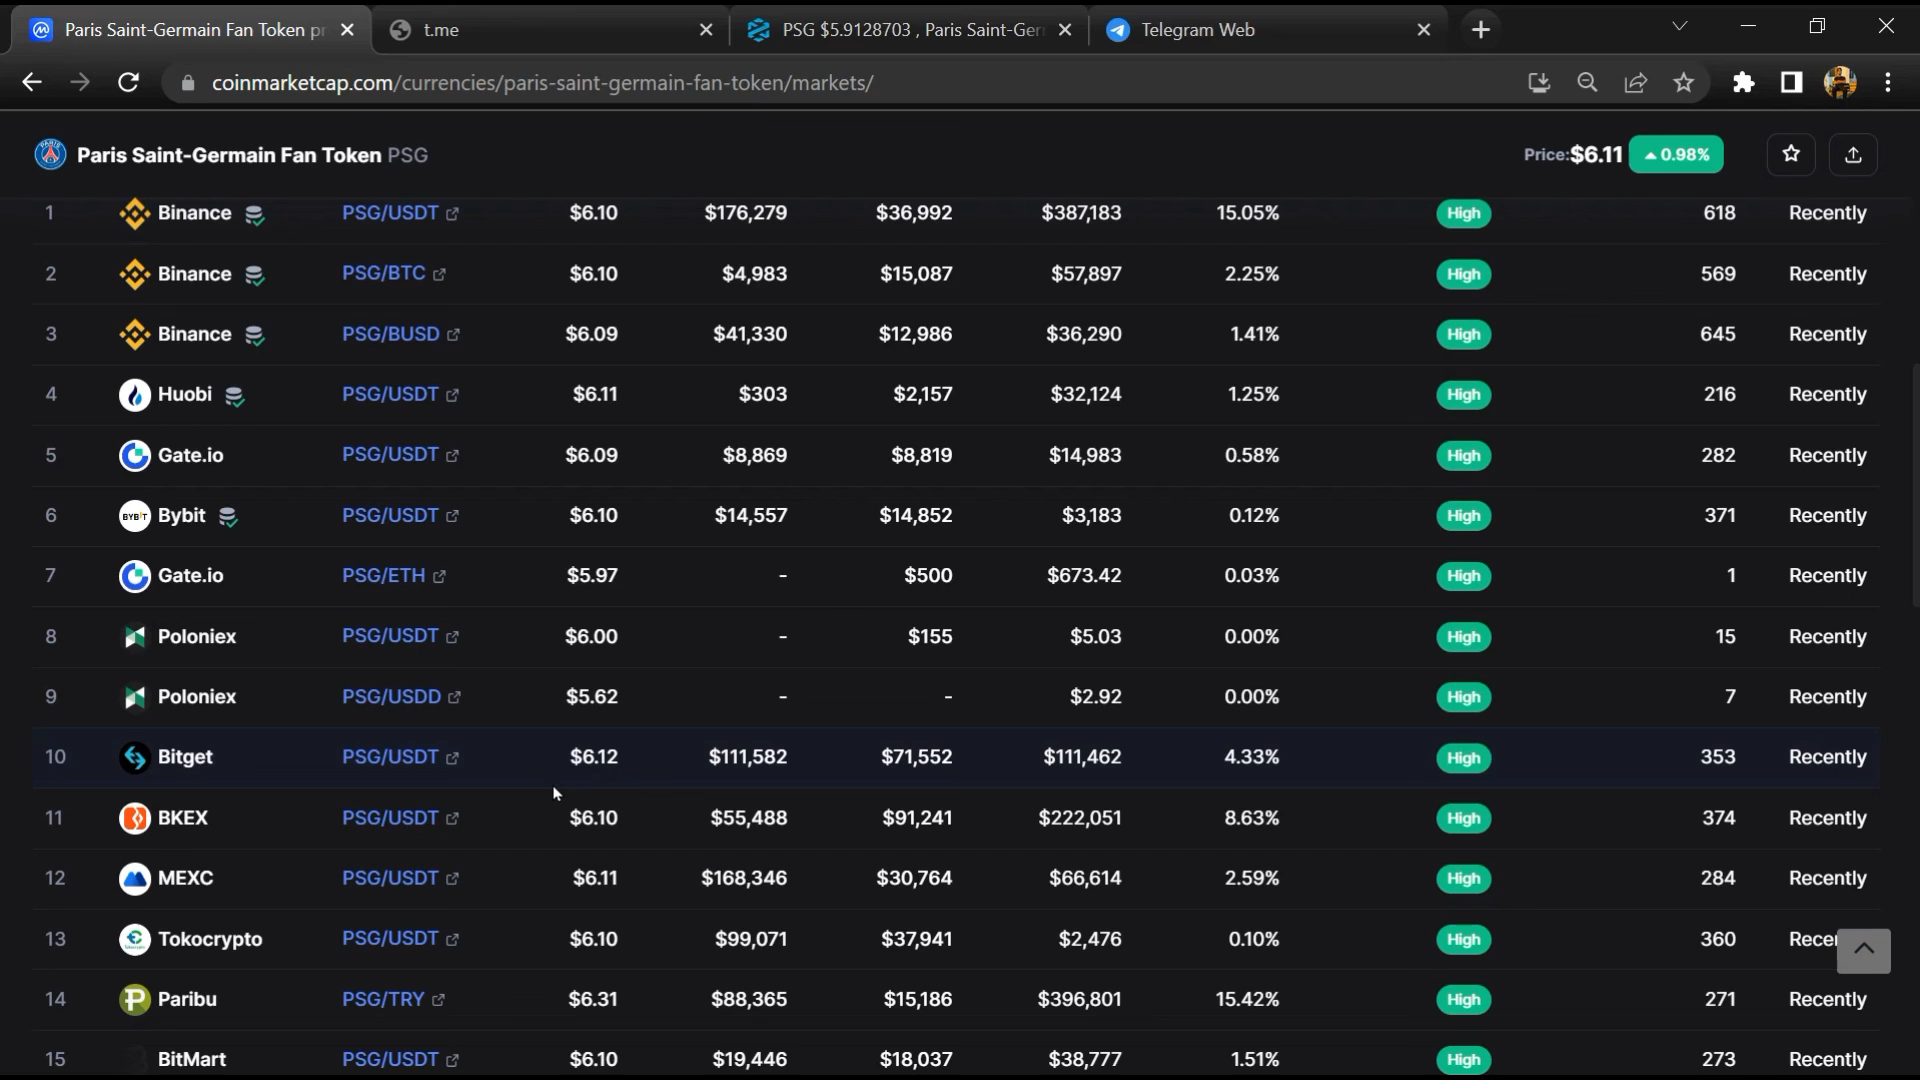 Paris Saint-Germain Fan Token pr
t.me
PSG $5.9128703 , Paris Saint-Ger
Telegram Web
coinmarketcap.com/currencies/paris-saint-germain-fan-token/markets/
Paris Saint-Germain Fan Token PSG
Price:$6.11 0.98%
1 Binance PSG/USDT $6.10 $176,279 $36,992 $387,183 15.05% High 618 Recently
2 Binance PSG/BTC $6.10 $4,983 $15,087 $57,897 2.25% High 569 Recently
3 Binance PSG/BUSD $6.09 $41,330 $12,986 $36,290 1.41% High 645 Recently
4 Huobi PSG/USDT $6.11 $303 $2,157 $32,124 1.25% High 216 Recently
5 Gate.io PSG/USDT $6.09 $8,869 $8,819 $14,983 0.58% High 282 Recently
6 BYBIT Bybit PSG/USDT $6.10 $14,557 $14,852 $3,183 0.12% High 371 Recently
7 Gate.io PSG/ETH $5.97 - $500 $673.42 0.03% High 1 Recently
8 Poloniex PSG/USDT $6.00 - $155 $5.03 0.00% High 15 Recently
9 Poloniex PSG/USDD $5.62 - - $2.92 0.00% High 7 Recently
10 Bitget PSG/USDT $6.12 $111,582 $71,552 $111,462 4.33% High 353 Recently
11 BKEX PSG/USDT $6.10 $55,488 $91,241 $222,051 8.63% High 374 Recently
12 MEXC PSG/USDT $6.11 $168,346 $30,764 $66,614 2.59% High 284 Recently
13 Tokocrypto PSG/USDT $6.10 $99,071 $37,941 $2,476 0.10% High 360 Recer
14 Paribu PSG/TRY $6.31 $88,365 $15,186 $396,801 15.42% High 271 Recently
15 BitMart PSG/USDT $6.10 $19,446 $18,037 $38,777 1.51% High 273 Recently